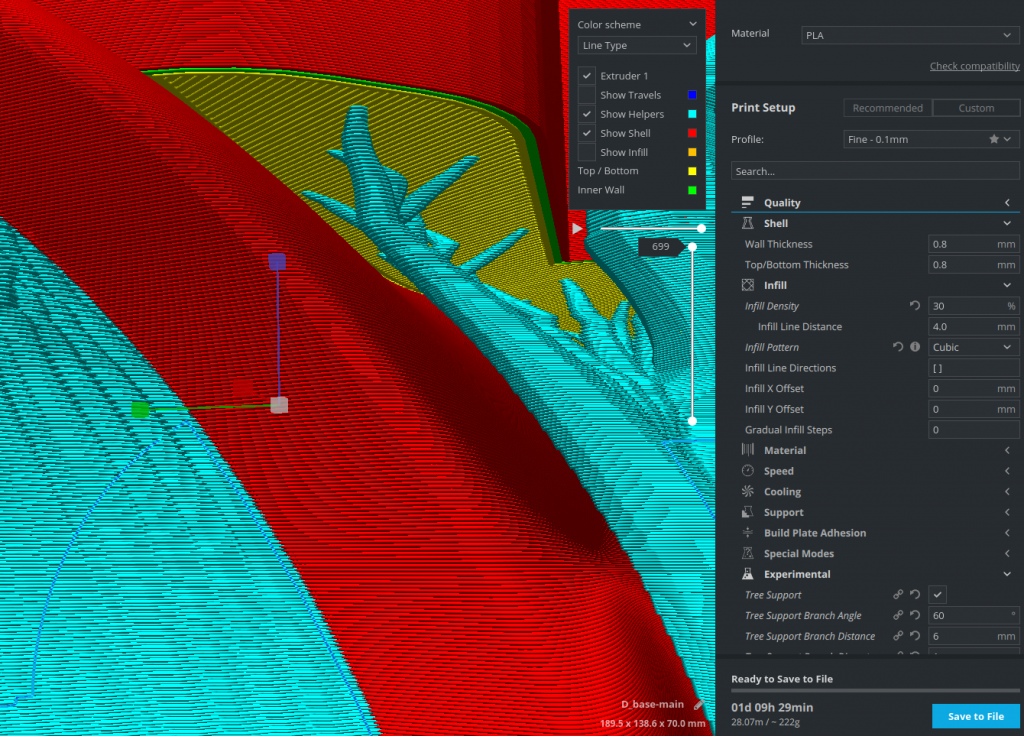 Color scheme
Line Type
Extruder 1
Show Travels
Show Helpers
Show Shell
Show Infill
Top / Bottom
Inner Wall
699
D_base-main
189.5 x 138.6 x 70.0 mm
Material PLA
Check compatibility
Print Setup Recommended Custom
Profile: Fine - 0.1mm
Search...
Quality
Shell
Wall Thickness 0.8 mm
Top/Bottom Thickness 0.8 mm
Infill
Infill Density 30 %
Infill Line Distance 4.0 mm
Infill Pattern Cubic
Infill Line Directions [ ]
Infill X Offset 0 mm
Infill Y Offset 0 mm
Gradual Infill Steps 0
Material
Speed
Cooling
Support
Build Plate Adhesion
Special Modes
Experimental
Tree Support
Tree Support Branch Angle 60 °
Tree Support Branch Distance 6 mm
Ready to Save to File
01d 09h 29min
28.07m / ~ 222g
Save to File